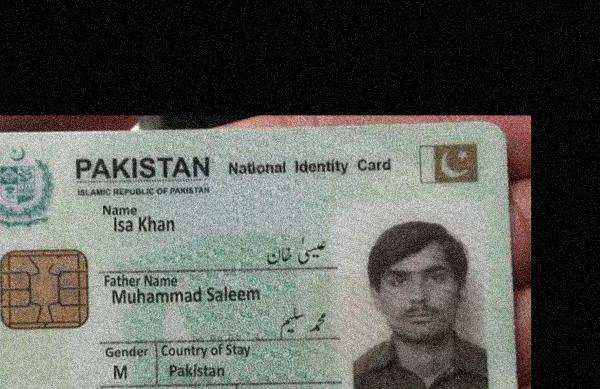 PAKISTAN National Identity Card
ISLAMIC REPUBLIC OF PAKISTAN
Name
Isa Khan
عیسیٰ خان
Father Name
Muhammad Saleem
محمد سلیم
Gender Country of Stay
M Pakistan